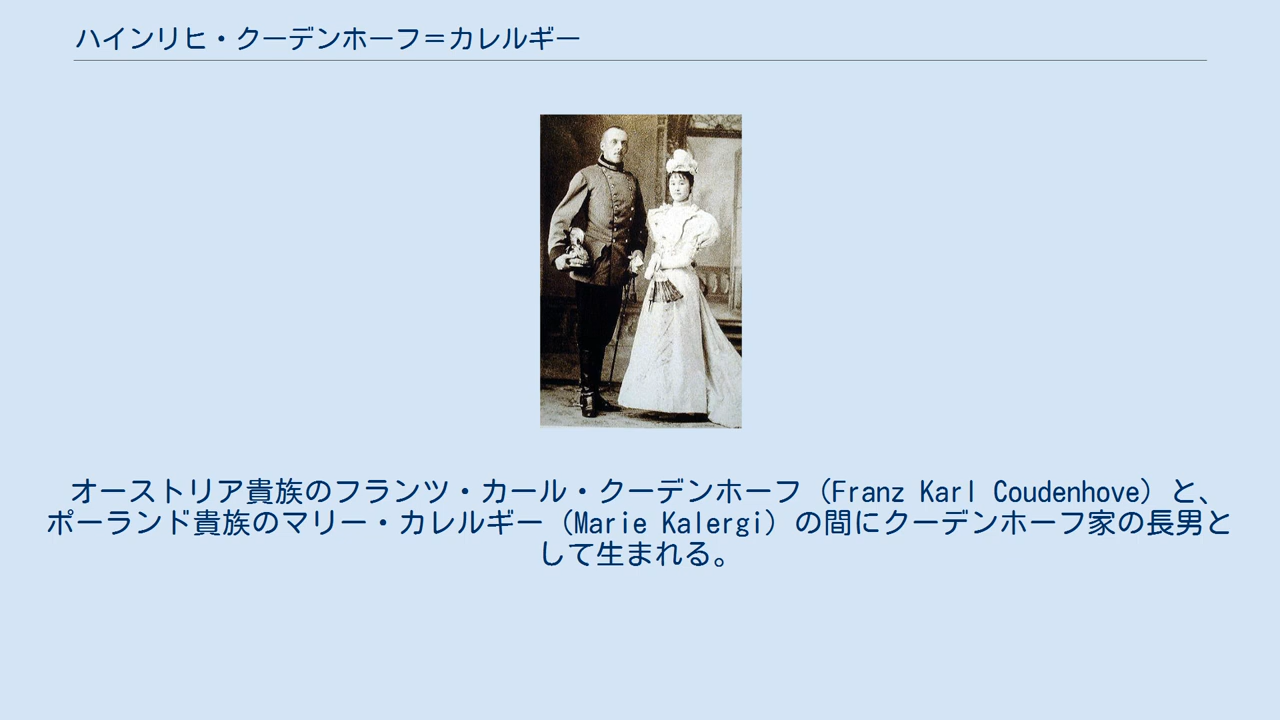 ハインリヒ・クーデンホーフ＝カレルギー
オーストリア貴族のフランツ・カール・クーデンホーフ（Franz Karl Coudenhove）と、
ポーランド貴族のマリー・カレルギー（Marie Kalergi）の間にクーデンホーフ家の長男と
して生まれる。